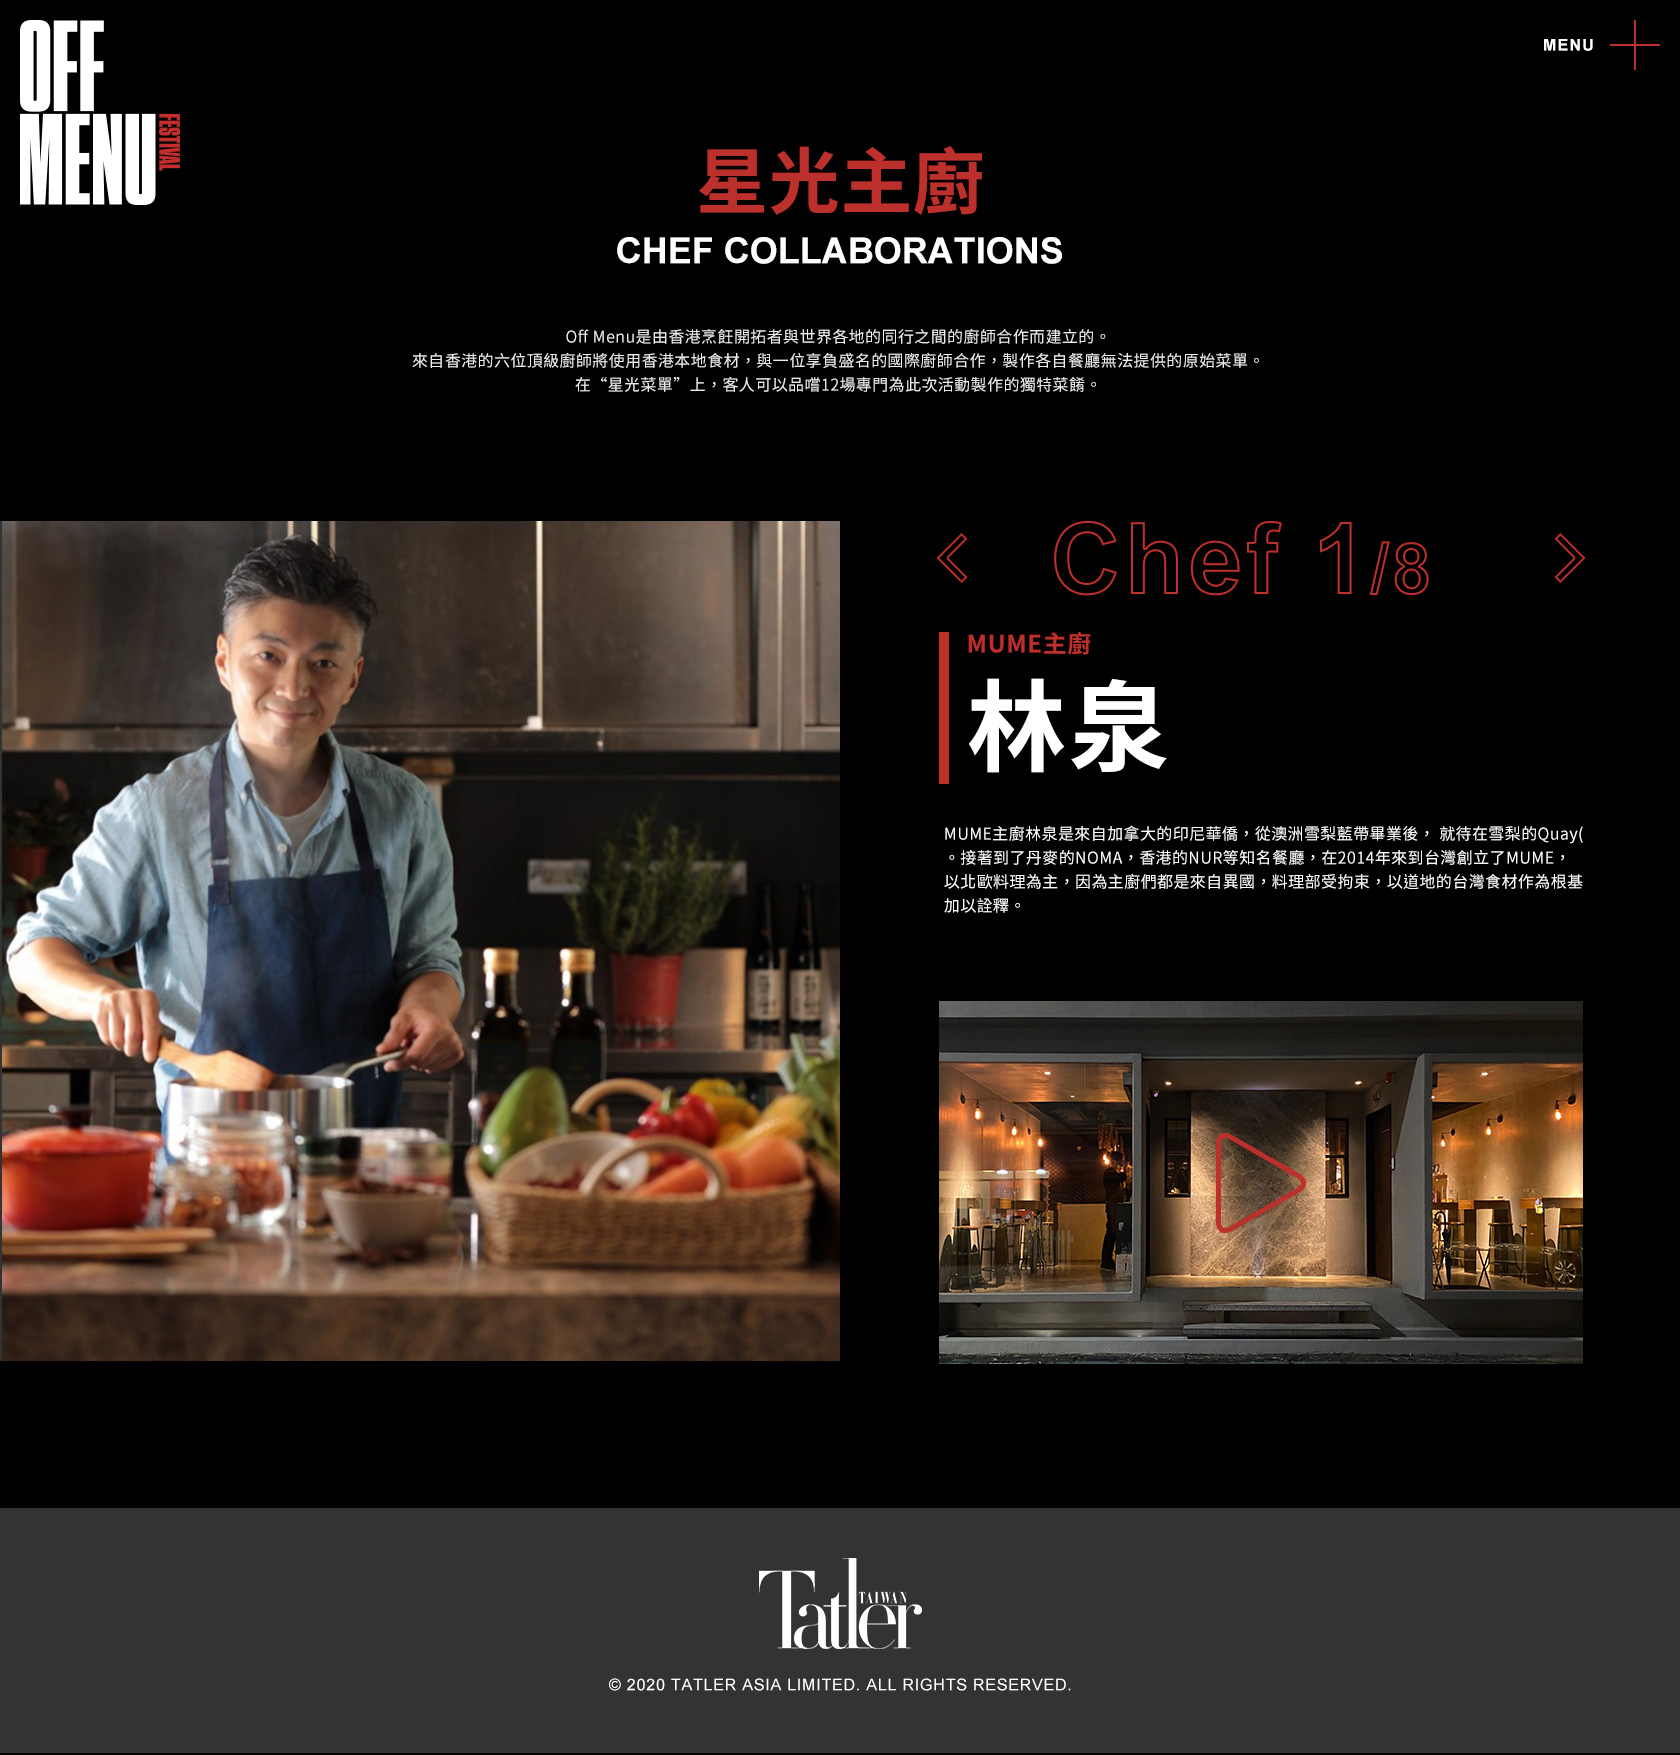 OFF
MENU
FESTIVAL
MENU
星光主廚
CHEF COLLABORATIONS
Off Menu是由香港烹飪開拓者與世界各地的同行之間的廚師合作而建立的。
來自香港的六位頂級廚師將使用香港本地食材，與一位享負盛名的國際廚師合作，製作各自餐廳無法提供的原始菜單。
在“星光菜單”上，客人可以品嚐12場專門為此次活動製作的獨特菜餚。
Chef 1/8
MUME主廚
林泉
MUME主廚林泉是來自加拿大的印尼華僑，從澳洲雪梨藍帶畢業後， 就待在雪梨的Quay(
。接著到了丹麥的NOMA，香港的NUR等知名餐廳，在2014年來到台灣創立了MUME，
以北歐料理為主，因為主廚們都是來自異國，料理部受拘束，以道地的台灣食材作為根基
加以詮釋。
Tatler
TAIWAN
© 2020 TATLER ASIA LIMITED. ALL RIGHTS RESERVED.